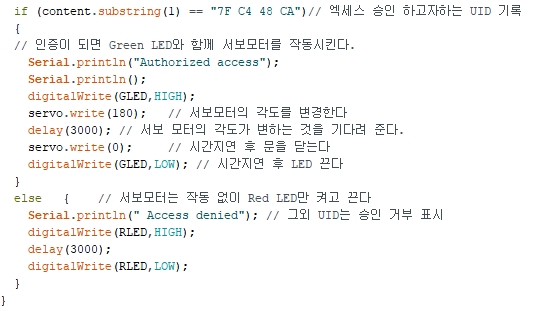 if (content.substring(1) == "7F C4 48 CA")// 엑세스 승인 하고자하는 UID 기록
{
// 인증이 되면 Green LED와 함께 서보모터를 작동시킨다.
Serial.println("Authorized access");
Serial.println();
digitalWrite(GLED,HIGH);
servo.write(180);   // 서보모터의 각도를 변경한다
delay(3000); // 서보 모터의 각도가 변하는 것을 기다려 준다.
servo.write(0);     // 시간지연 후 문을 닫는다
digitalWrite(GLED,LOW); // 시간지연 후 LED 끈다
}
else   {    // 서보모터는 작동 없이 Red LED만 켜고 끈다
Serial.println(" Access denied"); // 그외 UID는 승인 거부 표시
digitalWrite(RLED,HIGH);
delay(3000);
digitalWrite(RLED,LOW);
}
}